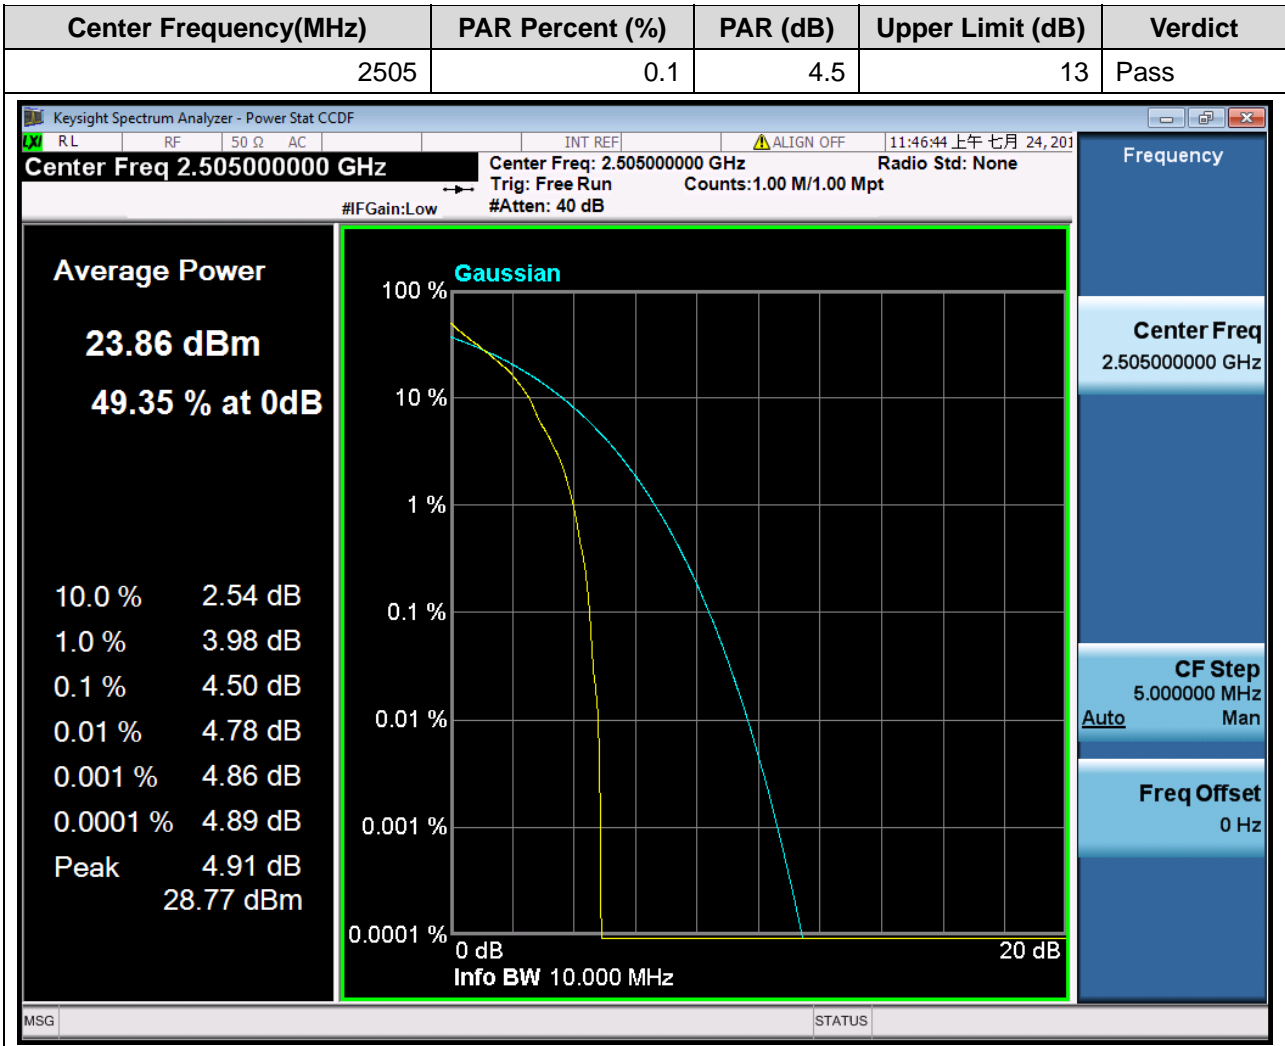 Center Frequency(MHz) PAR Percent (%) PAR (dB) Upper Limit (dB) Verdict
2505 0.1 4.5 13 Pass
Keysight Spectrum Analyzer - Power Stat CCDF
LXI RL RF 50 Ω AC INT REF ALIGN OFF 11:46:44 上午 七月 24, 201
Center Freq 2.505000000 GHz
Center Freq: 2.505000000 GHz Radio Std: None
Trig: Free Run Counts:1.00 M/1.00 Mpt
#IFGain:Low #Atten: 40 dB
Average Power
23.86 dBm
49.35 % at 0dB
10.0 % 2.54 dB
1.0 % 3.98 dB
0.1 % 4.50 dB
0.01 % 4.78 dB
0.001 % 4.86 dB
0.0001 % 4.89 dB
Peak 4.91 dB
28.77 dBm
Gaussian
100 %
10 %
1 %
0.1 %
0.01 %
0.001 %
0.0001 %
0 dB 20 dB
Info BW 10.000 MHz
Frequency
Center Freq
2.505000000 GHz
CF Step
5.000000 MHz
Auto Man
Freq Offset
0 Hz
MSG STATUS